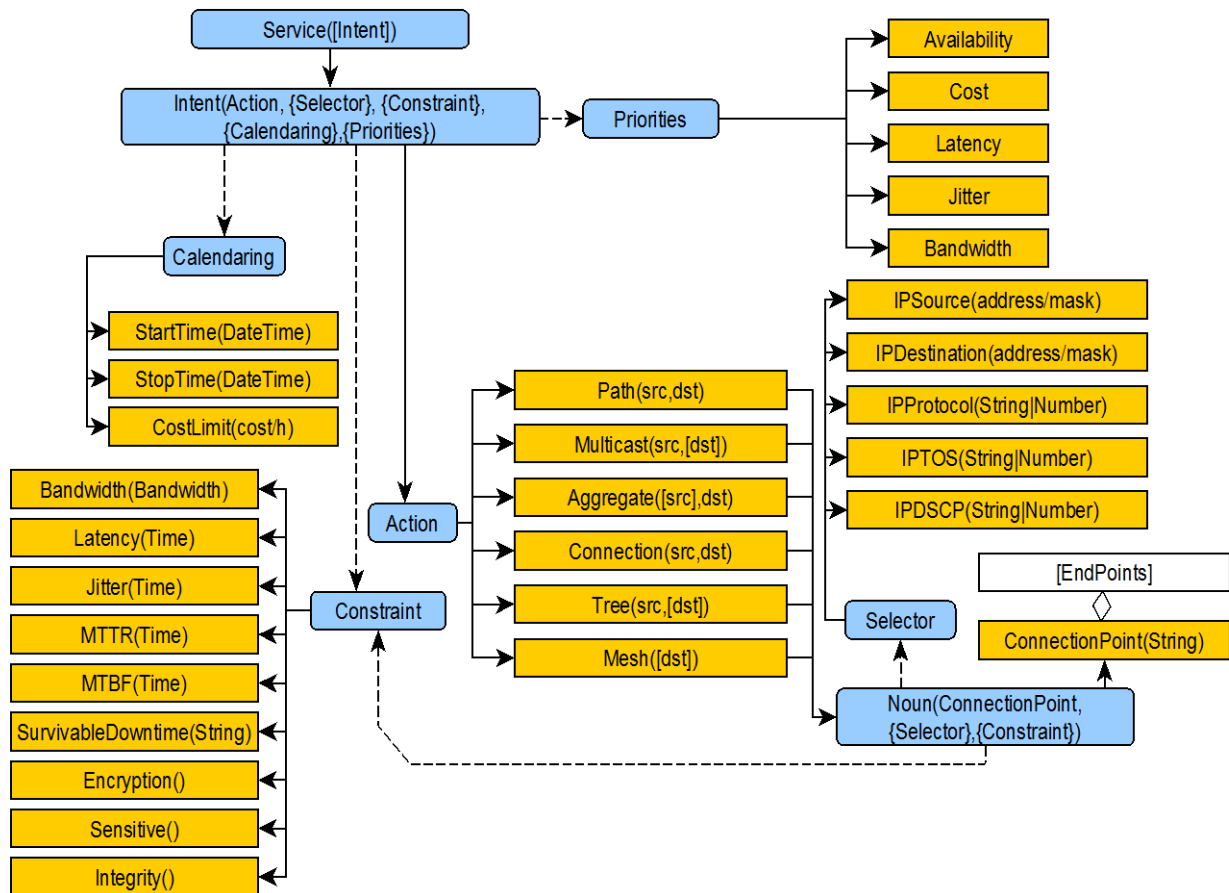 Service([Intent])
Intent(Action, {Selector}, {Constraint},
{Calendaring},{Priorities})
Priorities
Availability
Cost
Latency
Jitter
Bandwidth
Calendaring
StartTime(DateTime)
StopTime(DateTime)
CostLimit(cost/h)
Bandwidth(Bandwidth)
Latency(Time)
Jitter(Time)
MTTR(Time)
MTBF(Time)
SurvivableDowntime(String)
Encryption()
Sensitive()
Integrity()
Constraint
Action
Path(src,dst)
Multicast(src,[dst])
Aggregate([src],dst)
Connection(src,dst)
Tree(src,[dst])
Mesh([dst])
IPSource(address/mask)
IPDestination(address/mask)
IPProtocol(String|Number)
IPTOS(String|Number)
IPDSCP(String|Number)
[EndPoints]
Selector
ConnectionPoint(String)
Noun(ConnectionPoint,
{Selector},{Constraint})